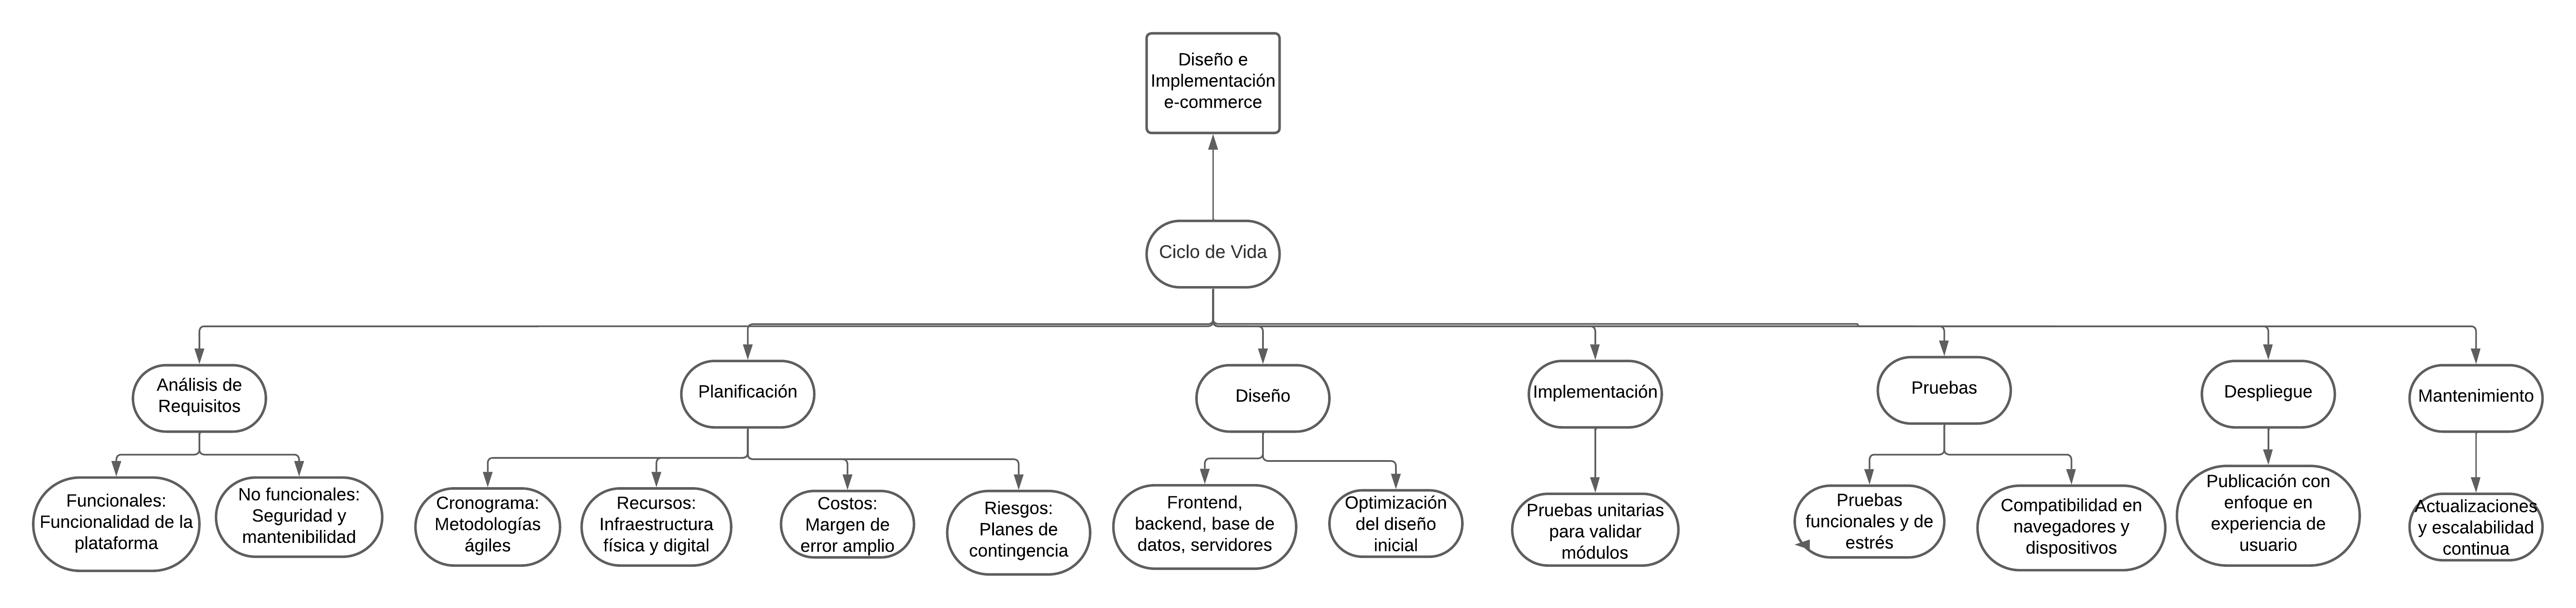 Diseño e
Implementación
e-commerce
Ciclo de Vida
Análisis de
Requisitos
Planificación
Diseño
Implementación
Pruebas
Despliegue
Mantenimiento
Funcionales:
Funcionalidad de la
plataforma
No funcionales:
Seguridad y
mantenibilidad
Cronograma:
Metodologías
ágiles
Recursos:
Infraestructura
física y digital
Costos:
Margen de
error amplio
Riesgos:
Planes de
contingencia
Frontend,
backend, base de
datos, servidores
Optimización
del diseño
inicial
Pruebas unitarias
para validar
módulos
Pruebas
funcionales y de
estrés
Compatibilidad en
navegadores y
dispositivos
Publicación con
enfoque en
experiencia de
usuario
Actualizaciones
y escalabilidad
continua